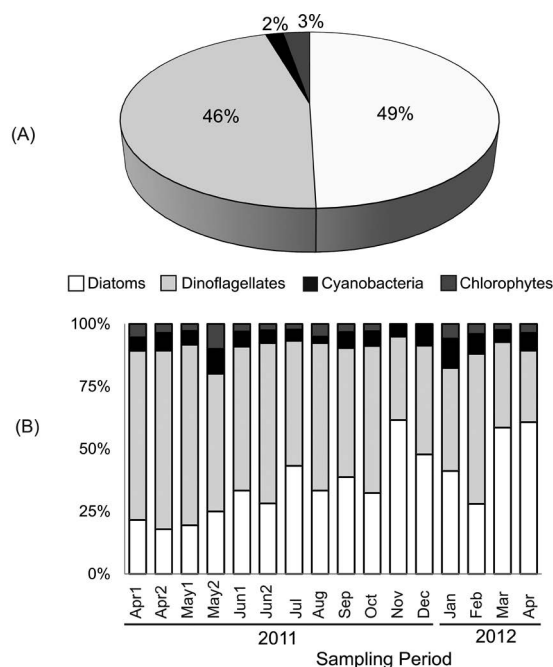 (A)
2%
3%
46%
49%
Diatoms Dinoflagellates Cyanobacteria Chlorophytes
(B)
100%
75%
50%
25%
0%
Apr1 Apr2 May1 May2 Jun1 Jun2 Jul Aug Sep Oct Nov Dec Jan Feb Mar Apr
2011 2012
Sampling Period